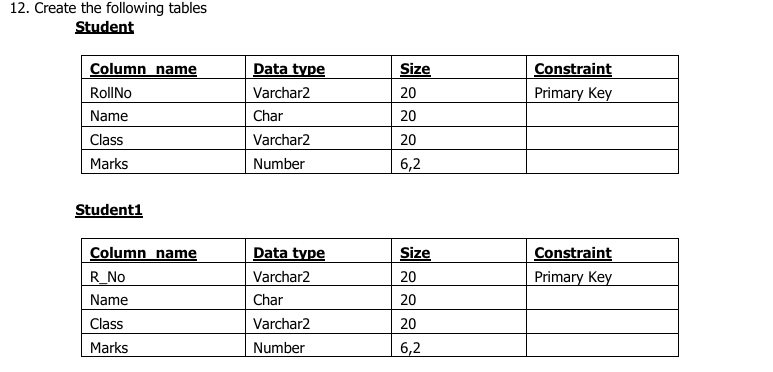 12. Create the following tables
Student
Column_name Data type Size Constraint
RollNo Varchar2 20 Primary Key
Name Char 20
Class Varchar2 20
Marks Number 6,2
Student1
Column_name Data type Size Constraint
R_No Varchar2 20 Primary Key
Name Char 20
Class Varchar2 20
Marks Number 6,2